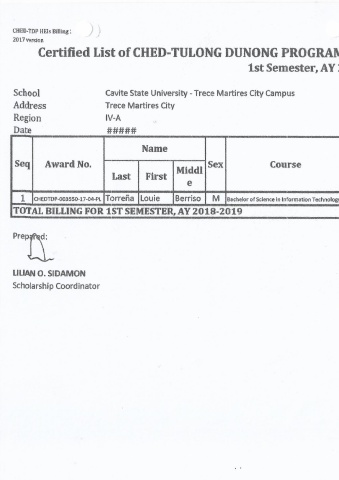 CHED-TDP HEIs Billing :
2017 version
Certified List of CHED-TULONG DUNONG PROGRAM
1st Semester, AY
School Cavite State University - Trece Martires City Campus
Address Trece Martires City
Region IV-A
Date #####
Seq Award No. Name Sex Course
Last First Middle
1 CHEDTDP-003550-17-04-PL Torreña Louie Berriso M Bachelor of Science in Information Technology
TOTAL BILLING FOR 1ST SEMESTER, AY 2018-2019
Prepared:
LILIAN O. SIDAMON
Scholarship Coordinator